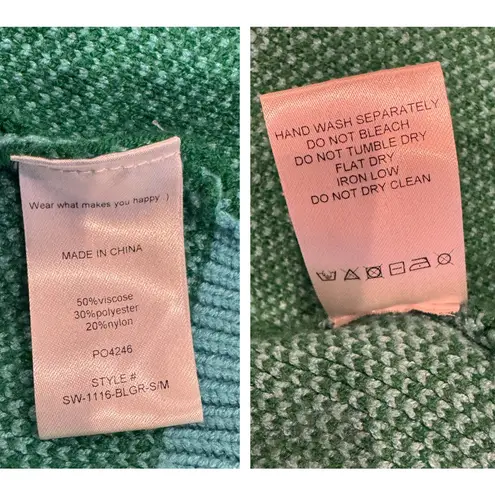 Wear what makes you happy :)
MADE IN CHINA
50%viscose
30%polyester
20%nylon
PO4246
STYLE #
SW-1116-BLGR-S/M
HAND WASH SEPARATELY
DO NOT BLEACH
DO NOT TUMBLE DRY
FLAT DRY
IRON LOW
DO NOT DRY CLEAN